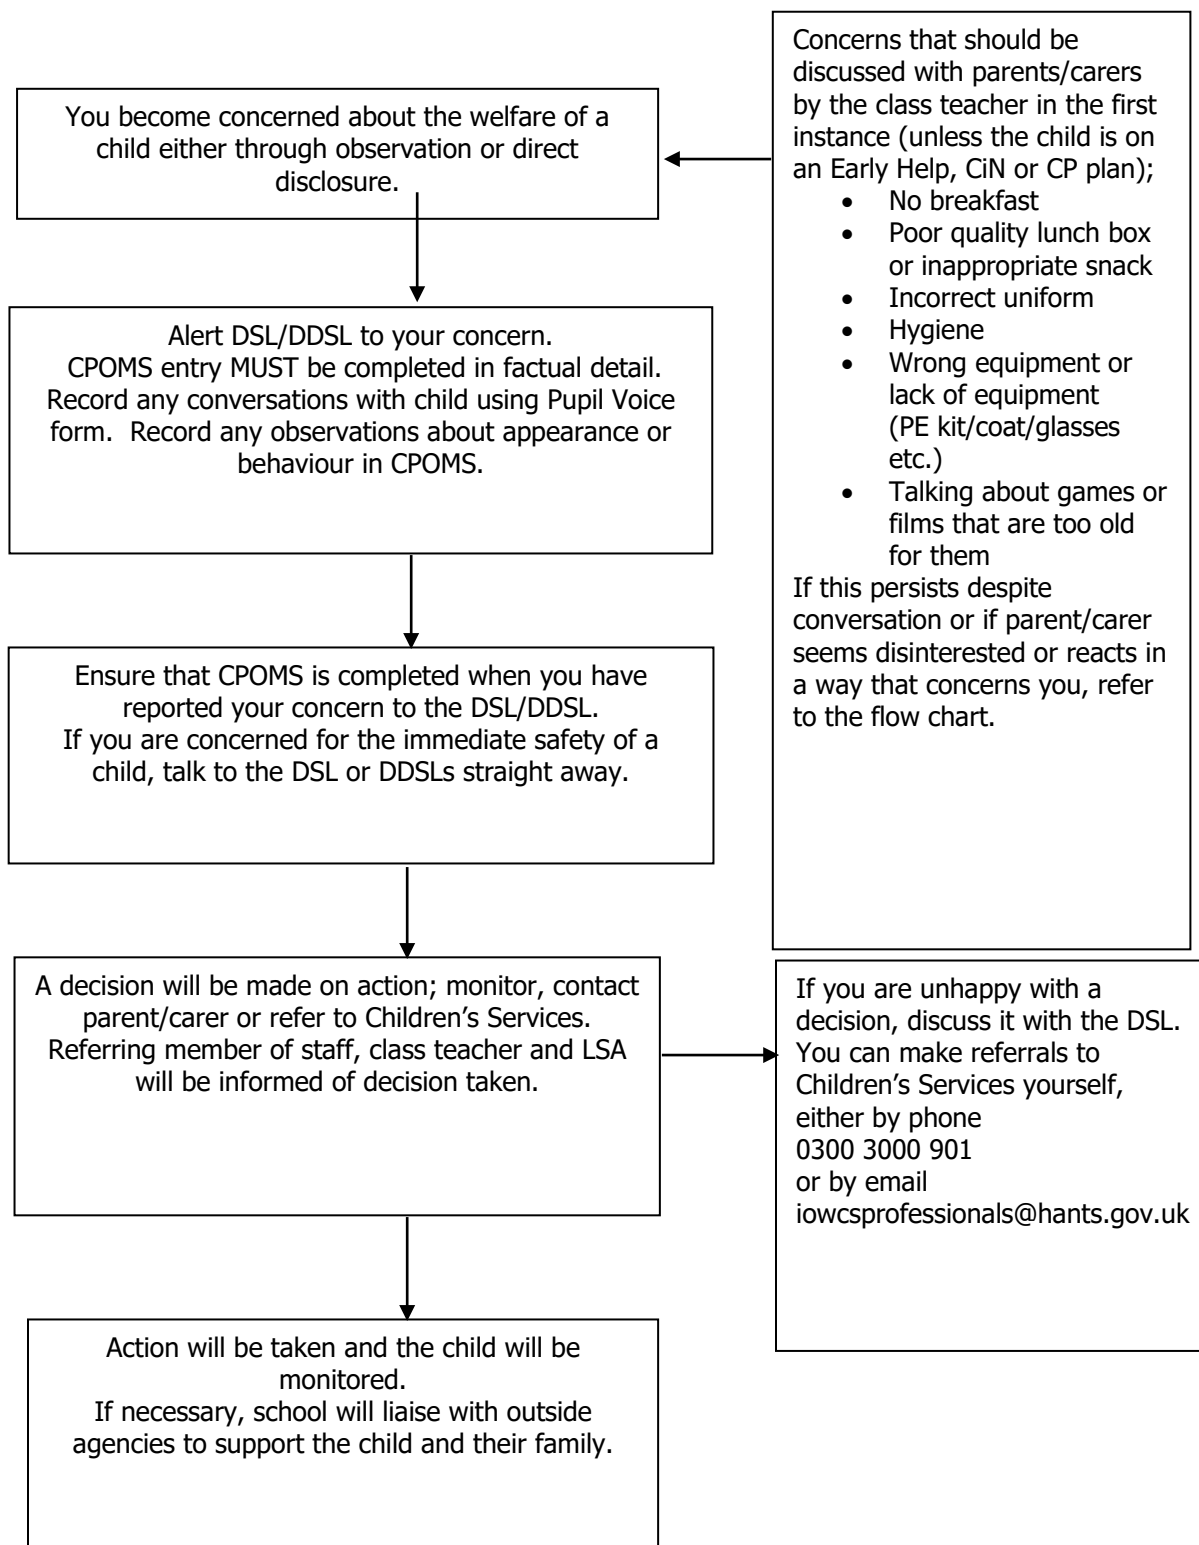 You become concerned about the welfare of a
child either through observation or direct
disclosure.
Concerns that should be
discussed with parents/carers
by the class teacher in the first
instance (unless the child is on
an Early Help, CiN or CP plan);
• No breakfast
• Poor quality lunch box
or inappropriate snack
• Incorrect uniform
• Hygiene
• Wrong equipment or
lack of equipment
(PE kit/coat/glasses
etc.)
• Talking about games or
films that are too old
for them
If this persists despite
conversation or if parent/carer
seems disinterested or reacts in
a way that concerns you, refer
to the flow chart.
Alert DSL/DDSL to your concern.
CPOMS entry MUST be completed in factual detail.
Record any conversations with child using Pupil Voice
form. Record any observations about appearance or
behaviour in CPOMS.
Ensure that CPOMS is completed when you have
reported your concern to the DSL/DDSL.
If you are concerned for the immediate safety of a
child, talk to the DSL or DDSLs straight away.
A decision will be made on action; monitor, contact
parent/carer or refer to Children’s Services.
Referring member of staff, class teacher and LSA
will be informed of decision taken.
If you are unhappy with a
decision, discuss it with the DSL.
You can make referrals to
Children’s Services yourself,
either by phone
0300 3000 901
or by email
iowcsprofessionals@hants.gov.uk
Action will be taken and the child will be
monitored.
If necessary, school will liaise with outside
agencies to support the child and their family.